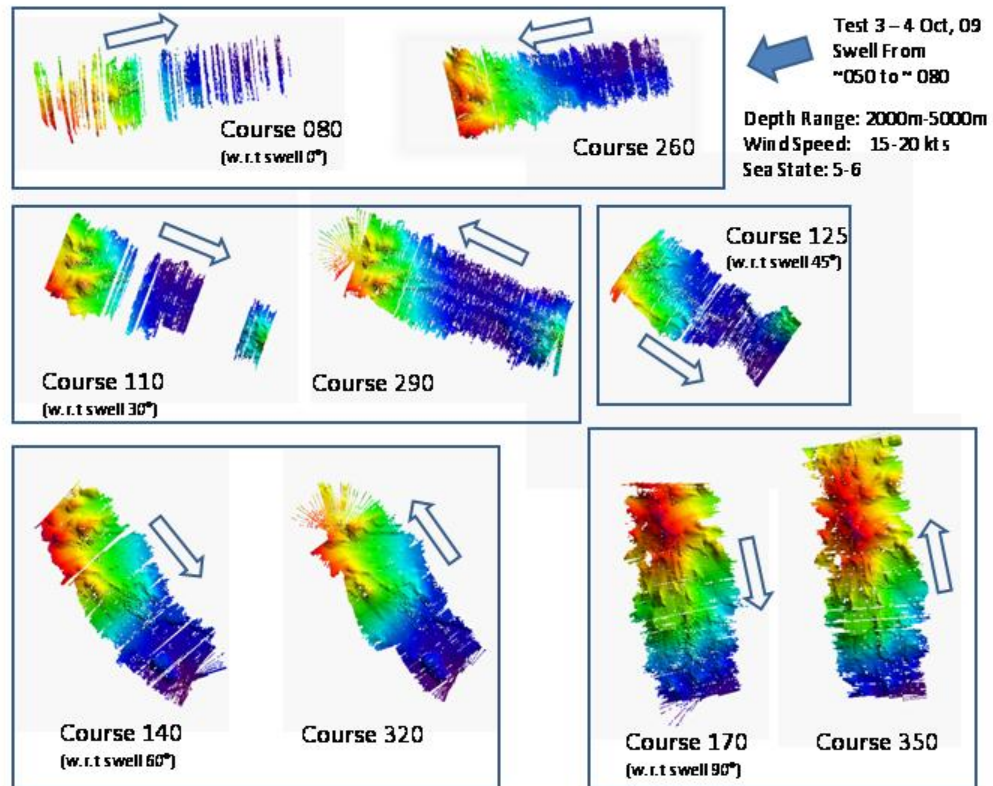 Test 3 – 4 Oct, 09
Swell From
~050 to ~ 080
Depth Range: 2000m-5000m
Wind Speed: 15-20 kts
Sea State: 5-6
Course 080
(w.r.t swell 0°)
Course 260
Course 110
(w.r.t swell 30°)
Course 290
Course 125
(w.r.t swell 45°)
Course 140
(w.r.t swell 60°)
Course 320
Course 170
(w.r.t swell 90°)
Course 350